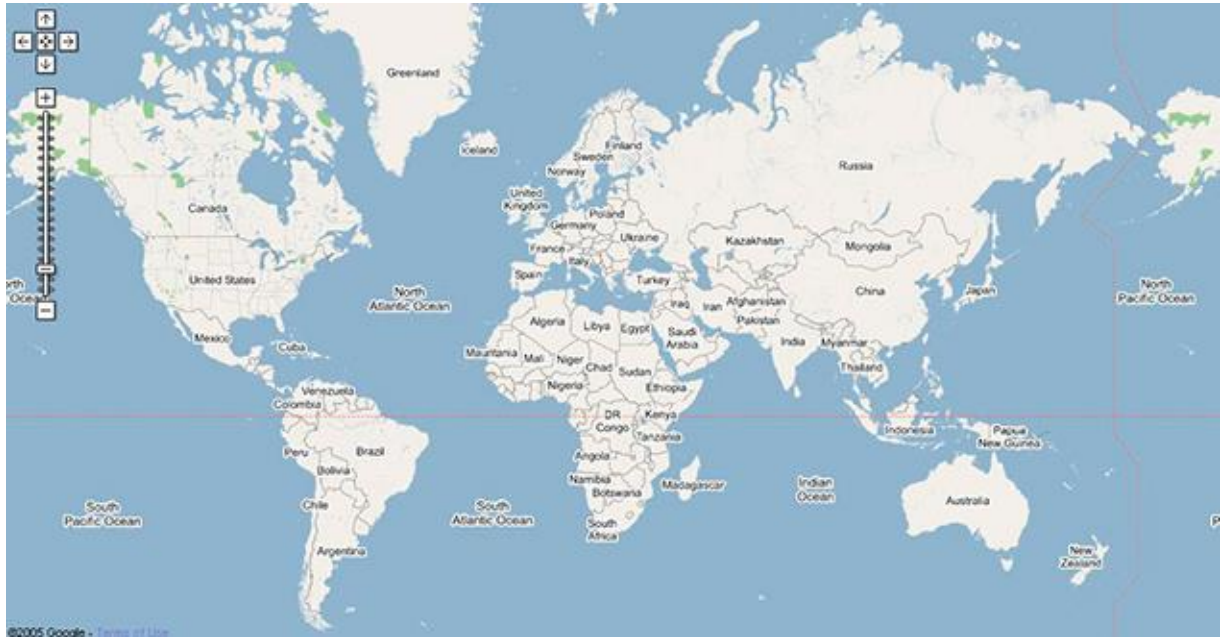 Greenland
Iceland
Finland
Sweden
Norway
Russia
United
Kingdom
Canada
Poland
Germany
Ukraine
France
Kazakhstan
Mongolia
Italy
Spain
United States
Turkey
China
Japan
North
Atlantic Ocean
North
Pacific Ocean
Iraq
Iran
Afghanistan
Pakistan
Algeria
Libya
Egypt
Saudi
Arabia
India
Myanmar
Mexico
Cuba
Mauritania
Mali
Niger
Chad
Sudan
Thailand
Nigeria
Ethiopia
Venezuela
Colombia
DR
Congo
Kenya
Tanzania
Indonesia
Papua
New Guinea
Peru
Brazil
Bolivia
Angola
Namibia
Botswana
Madagascar
Indian
Ocean
Australia
South
Pacific Ocean
Chile
South
Atlantic Ocean
South
Africa
Argentina
New
Zealand
©2005 Google - Terms of Use